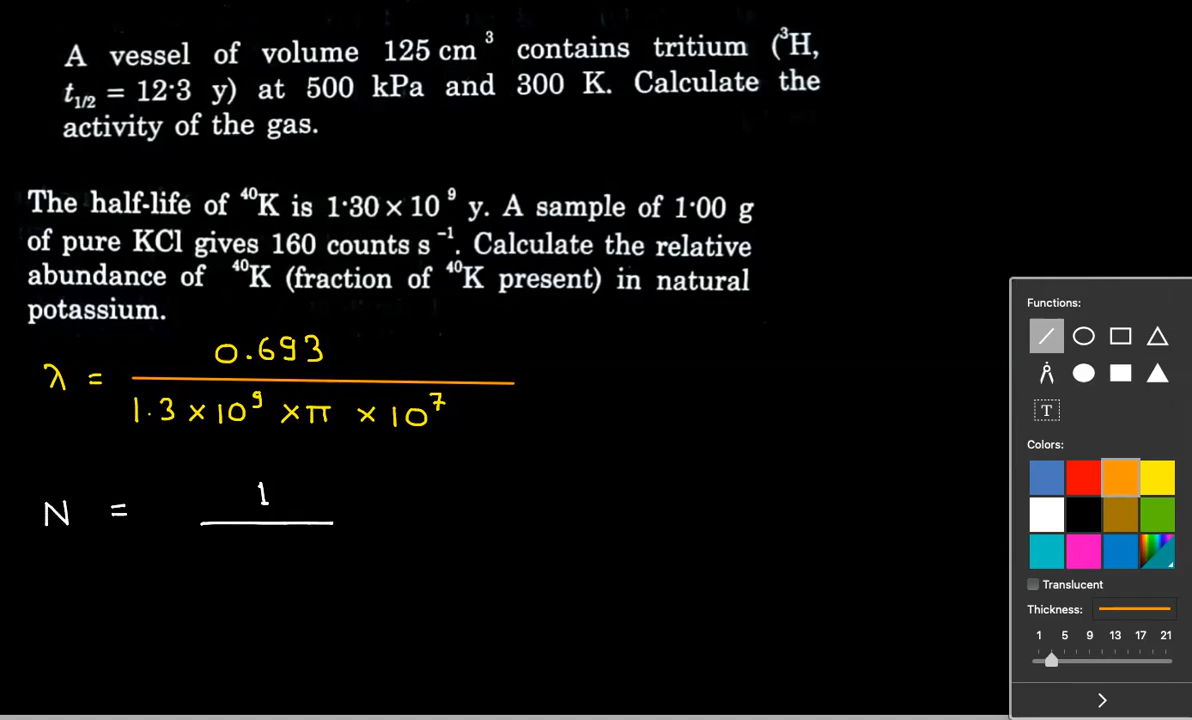 A vessel of volume 125 cm³ contains tritium (³H,
t₁/₂ = 12·3 y) at 500 kPa and 300 K. Calculate the
activity of the gas.
The half-life of ⁴⁰K is 1·30 × 10⁹ y. A sample of 1·00 g
of pure KCl gives 160 counts s⁻¹. Calculate the relative
abundance of ⁴⁰K (fraction of ⁴⁰K present) in natural
potassium.
0.693
λ =
1.3 × 10⁹ × π × 10⁷
1
N =
Functions:
T
Colors:
Translucent
Thickness:
1 5 9 13 17 21